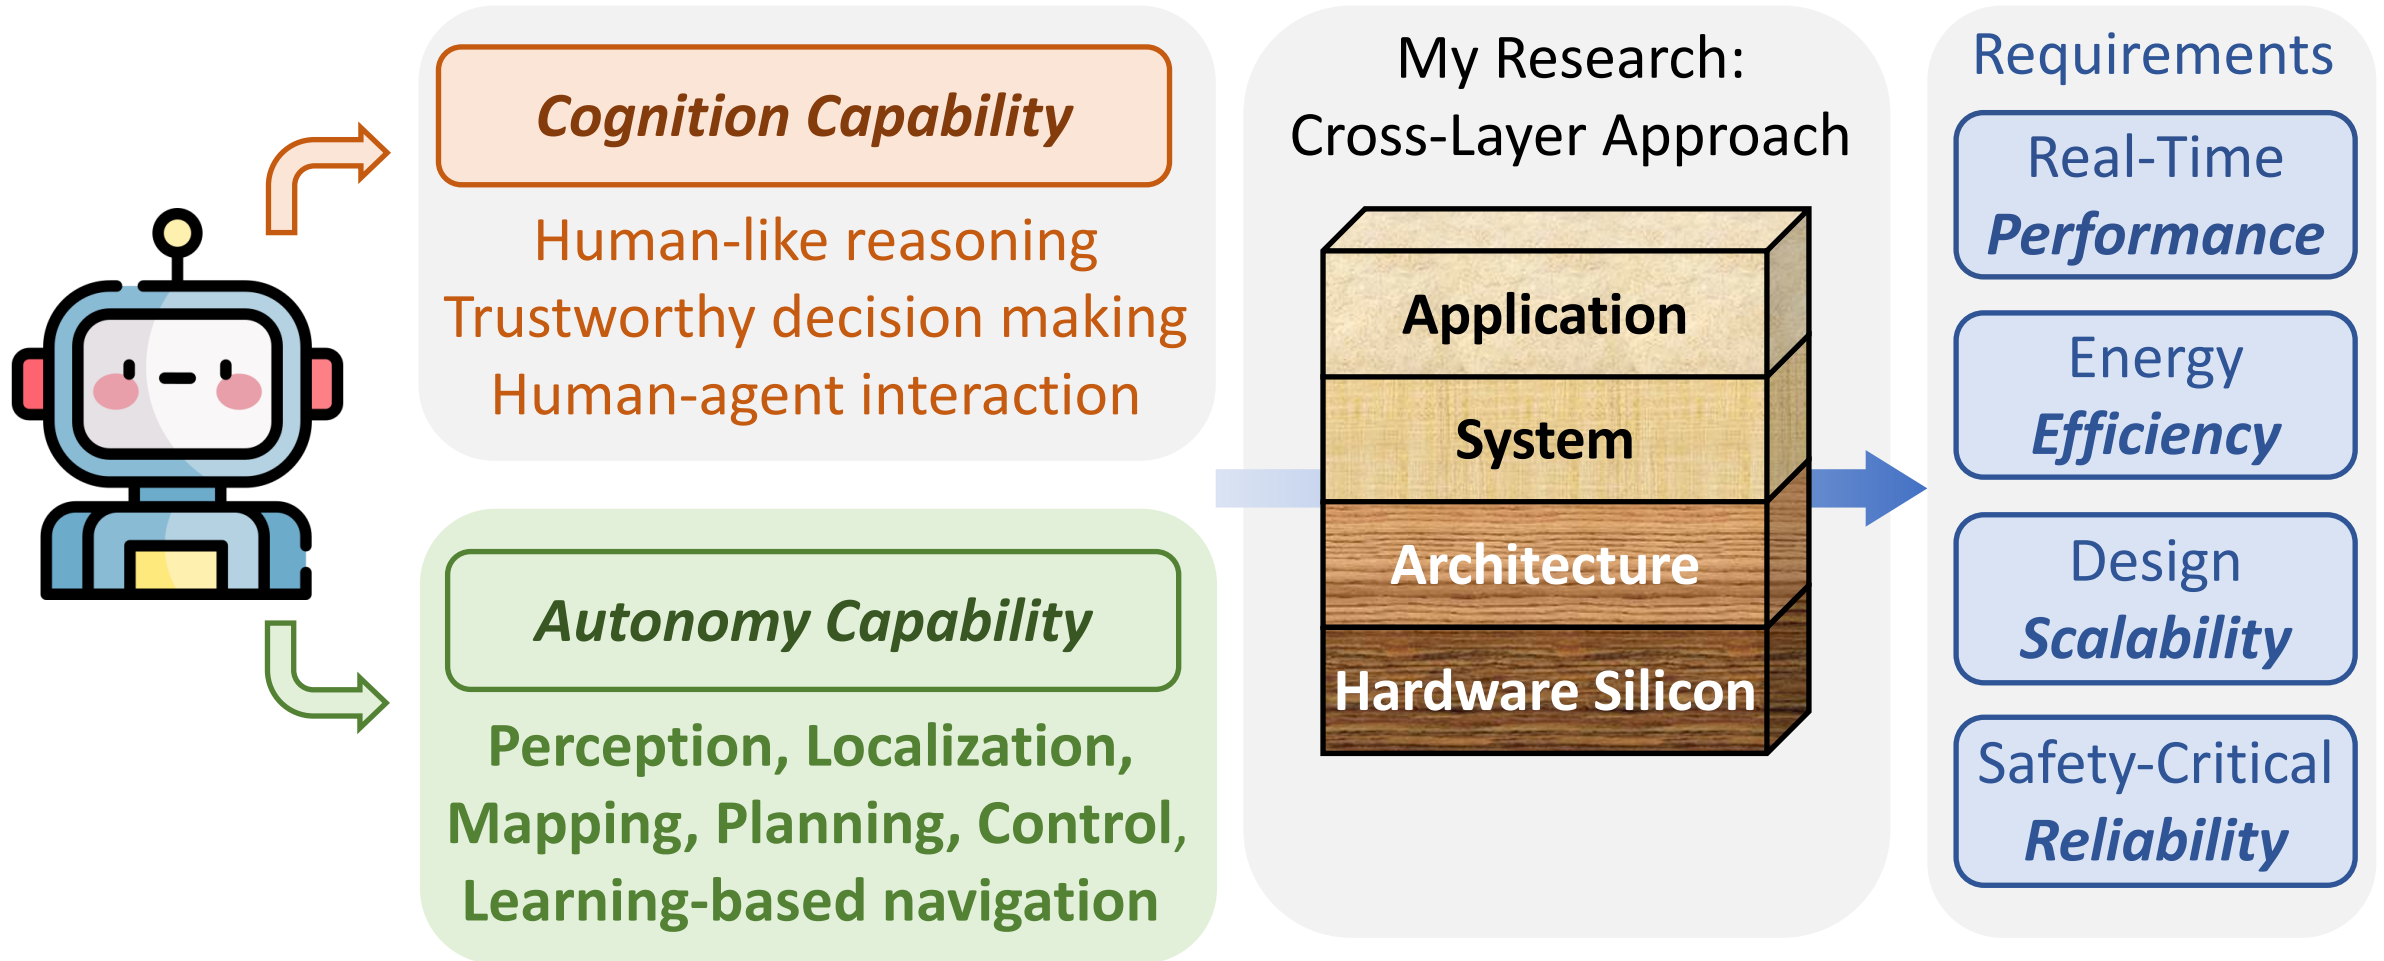 Cognition Capability
Human-like reasoning
Trustworthy decision making
Human-agent interaction
Autonomy Capability
Perception, Localization,
Mapping, Planning, Control,
Learning-based navigation
My Research:
Cross-Layer Approach
Application
System
Architecture
Hardware Silicon
Requirements
Real-Time
Performance
Energy
Efficiency
Design
Scalability
Safety-Critical
Reliability